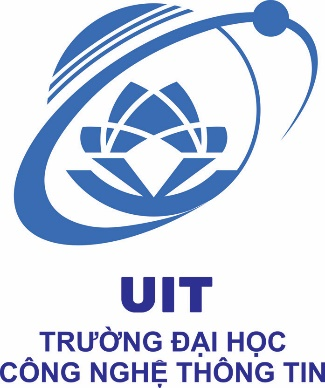 UIT
TRƯỜNG ĐẠI HỌC
CÔNG NGHỆ THÔNG TIN